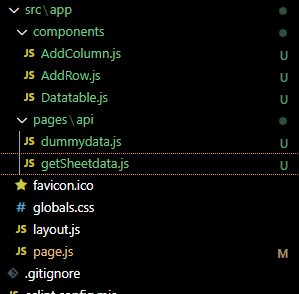 src\app
components
JS AddColumn.js U
JS AddRow.js U
JS Datatable.js U
pages\api
JS dummydata.js U
JS getSheetdata.js U
favicon.ico
# globals.css
JS layout.js
JS page.js M
.gitignore